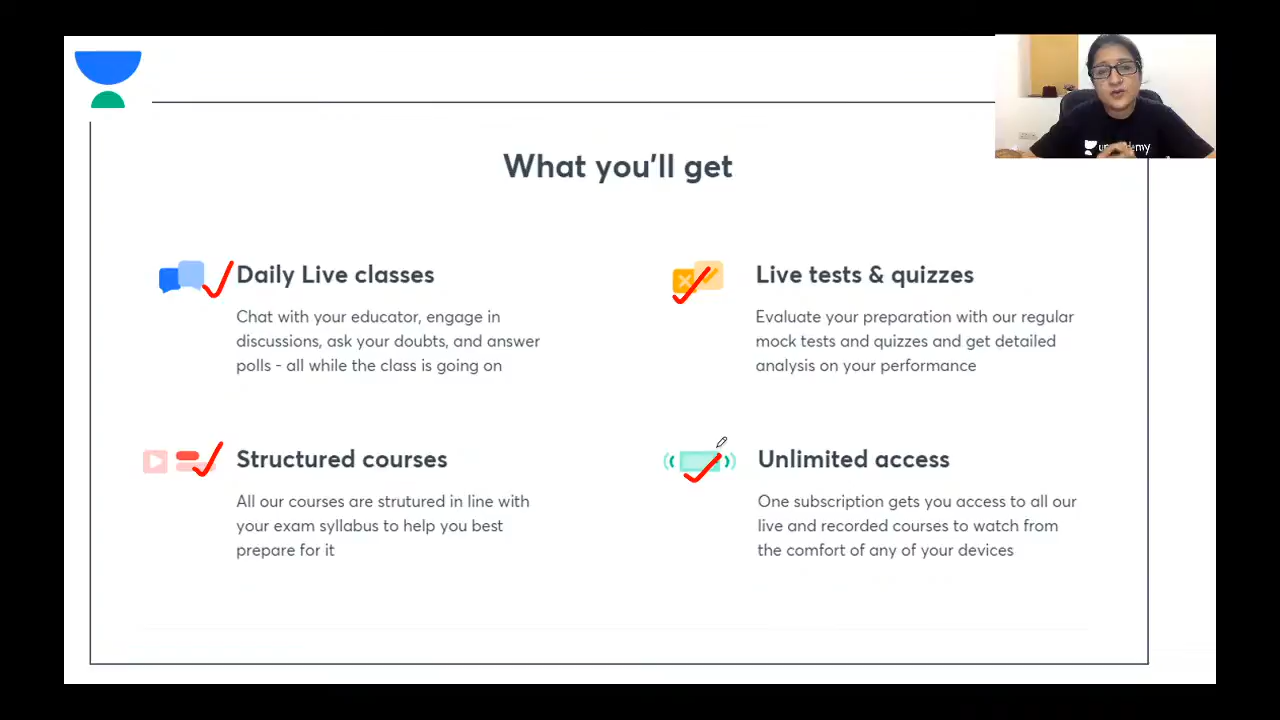 What you'll get
Daily Live classes
Chat with your educator, engage in
discussions, ask your doubts, and answer
polls - all while the class is going on
Live tests & quizzes
Evaluate your preparation with our regular
mock tests and quizzes and get detailed
analysis on your performance
Structured courses
All our courses are strutured in line with
your exam syllabus to help you best
prepare for it
Unlimited access
One subscription gets you access to all our
live and recorded courses to watch from
the comfort of any of your devices